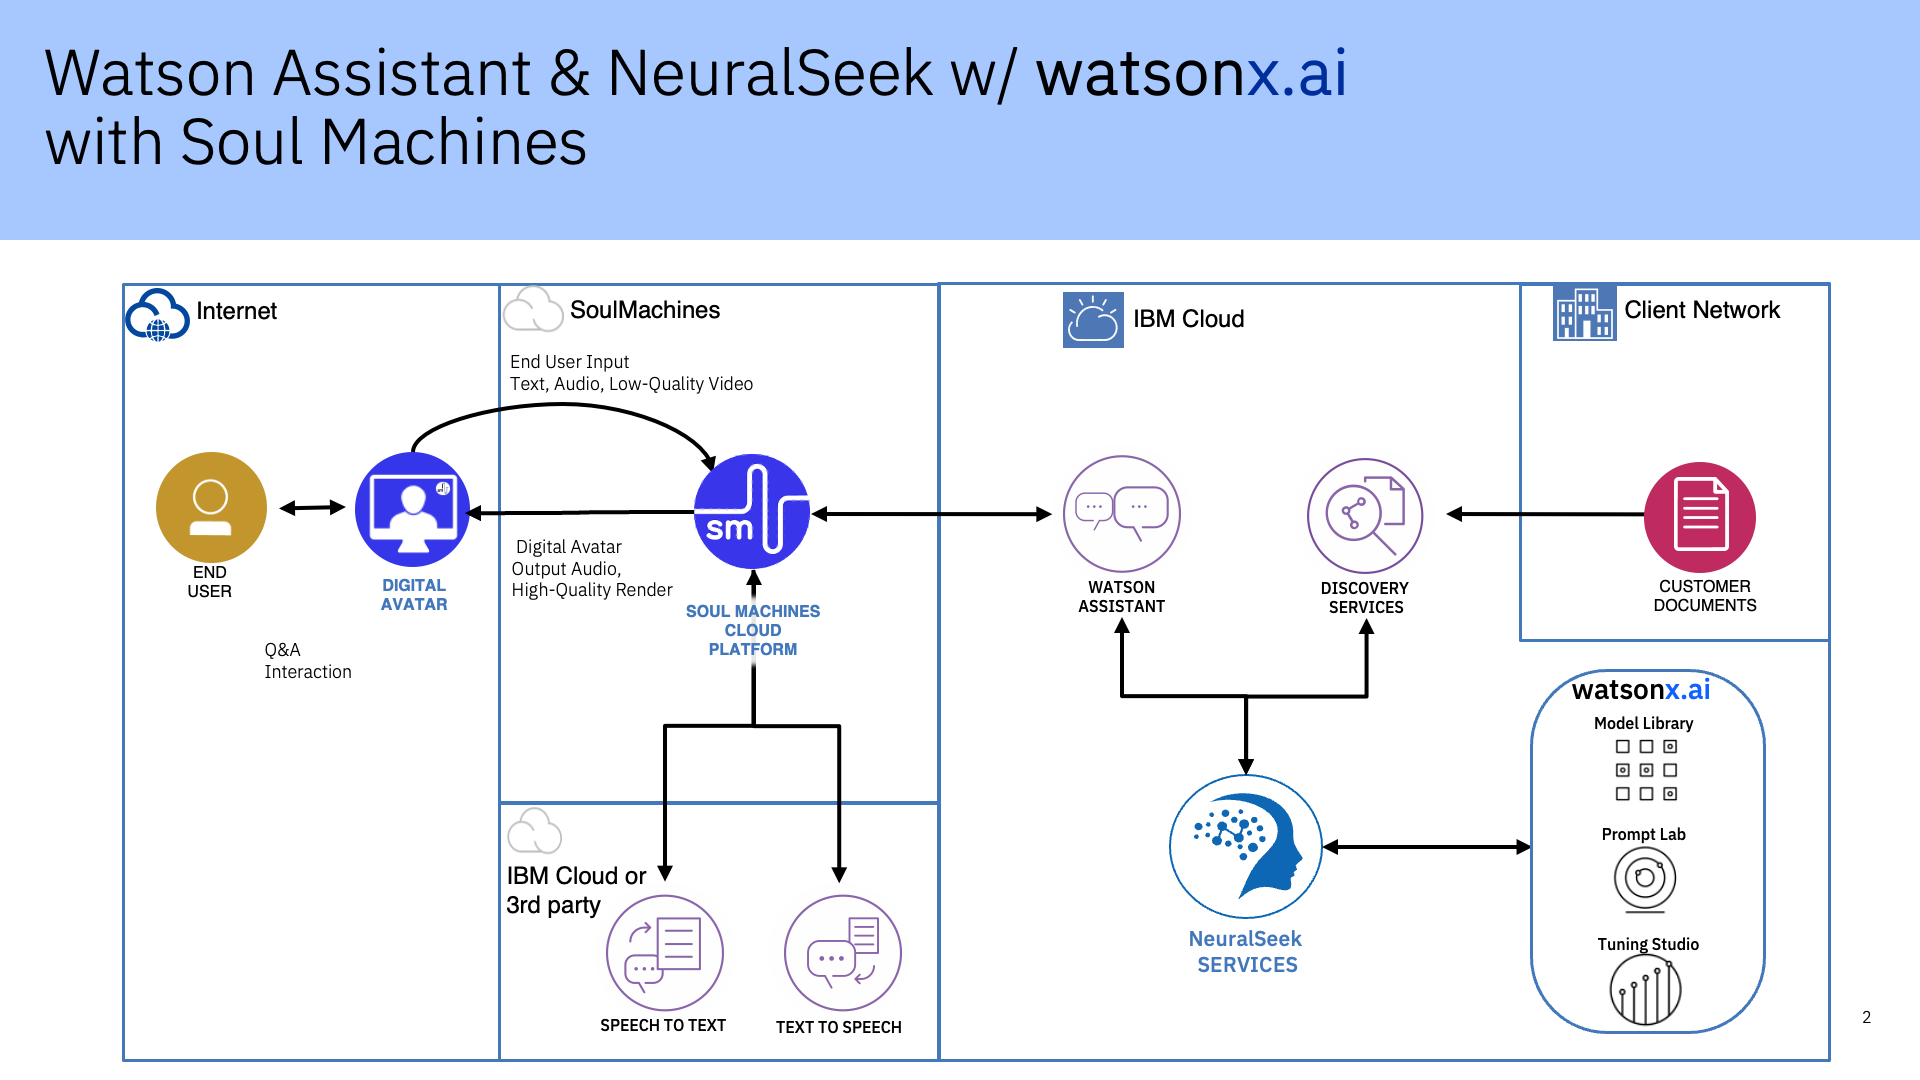 Watson Assistant & NeuralSeek w/ watsonx.ai
with Soul Machines
Internet
SoulMachines
IBM Cloud
Client Network
End User Input
Text, Audio, Low-Quality Video
sm
END
USER
DIGITAL
AVATAR
Digital Avatar
Output Audio,
High-Quality Render
SOUL MACHINES
CLOUD
PLATFORM
WATSON
ASSISTANT
DISCOVERY
SERVICES
CUSTOMER
DOCUMENTS
Q&A
Interaction
watsonx.ai
Model Library
Prompt Lab
Tuning Studio
IBM Cloud or
3rd party
NeuralSeek
SERVICES
SPEECH TO TEXT
TEXT TO SPEECH
2